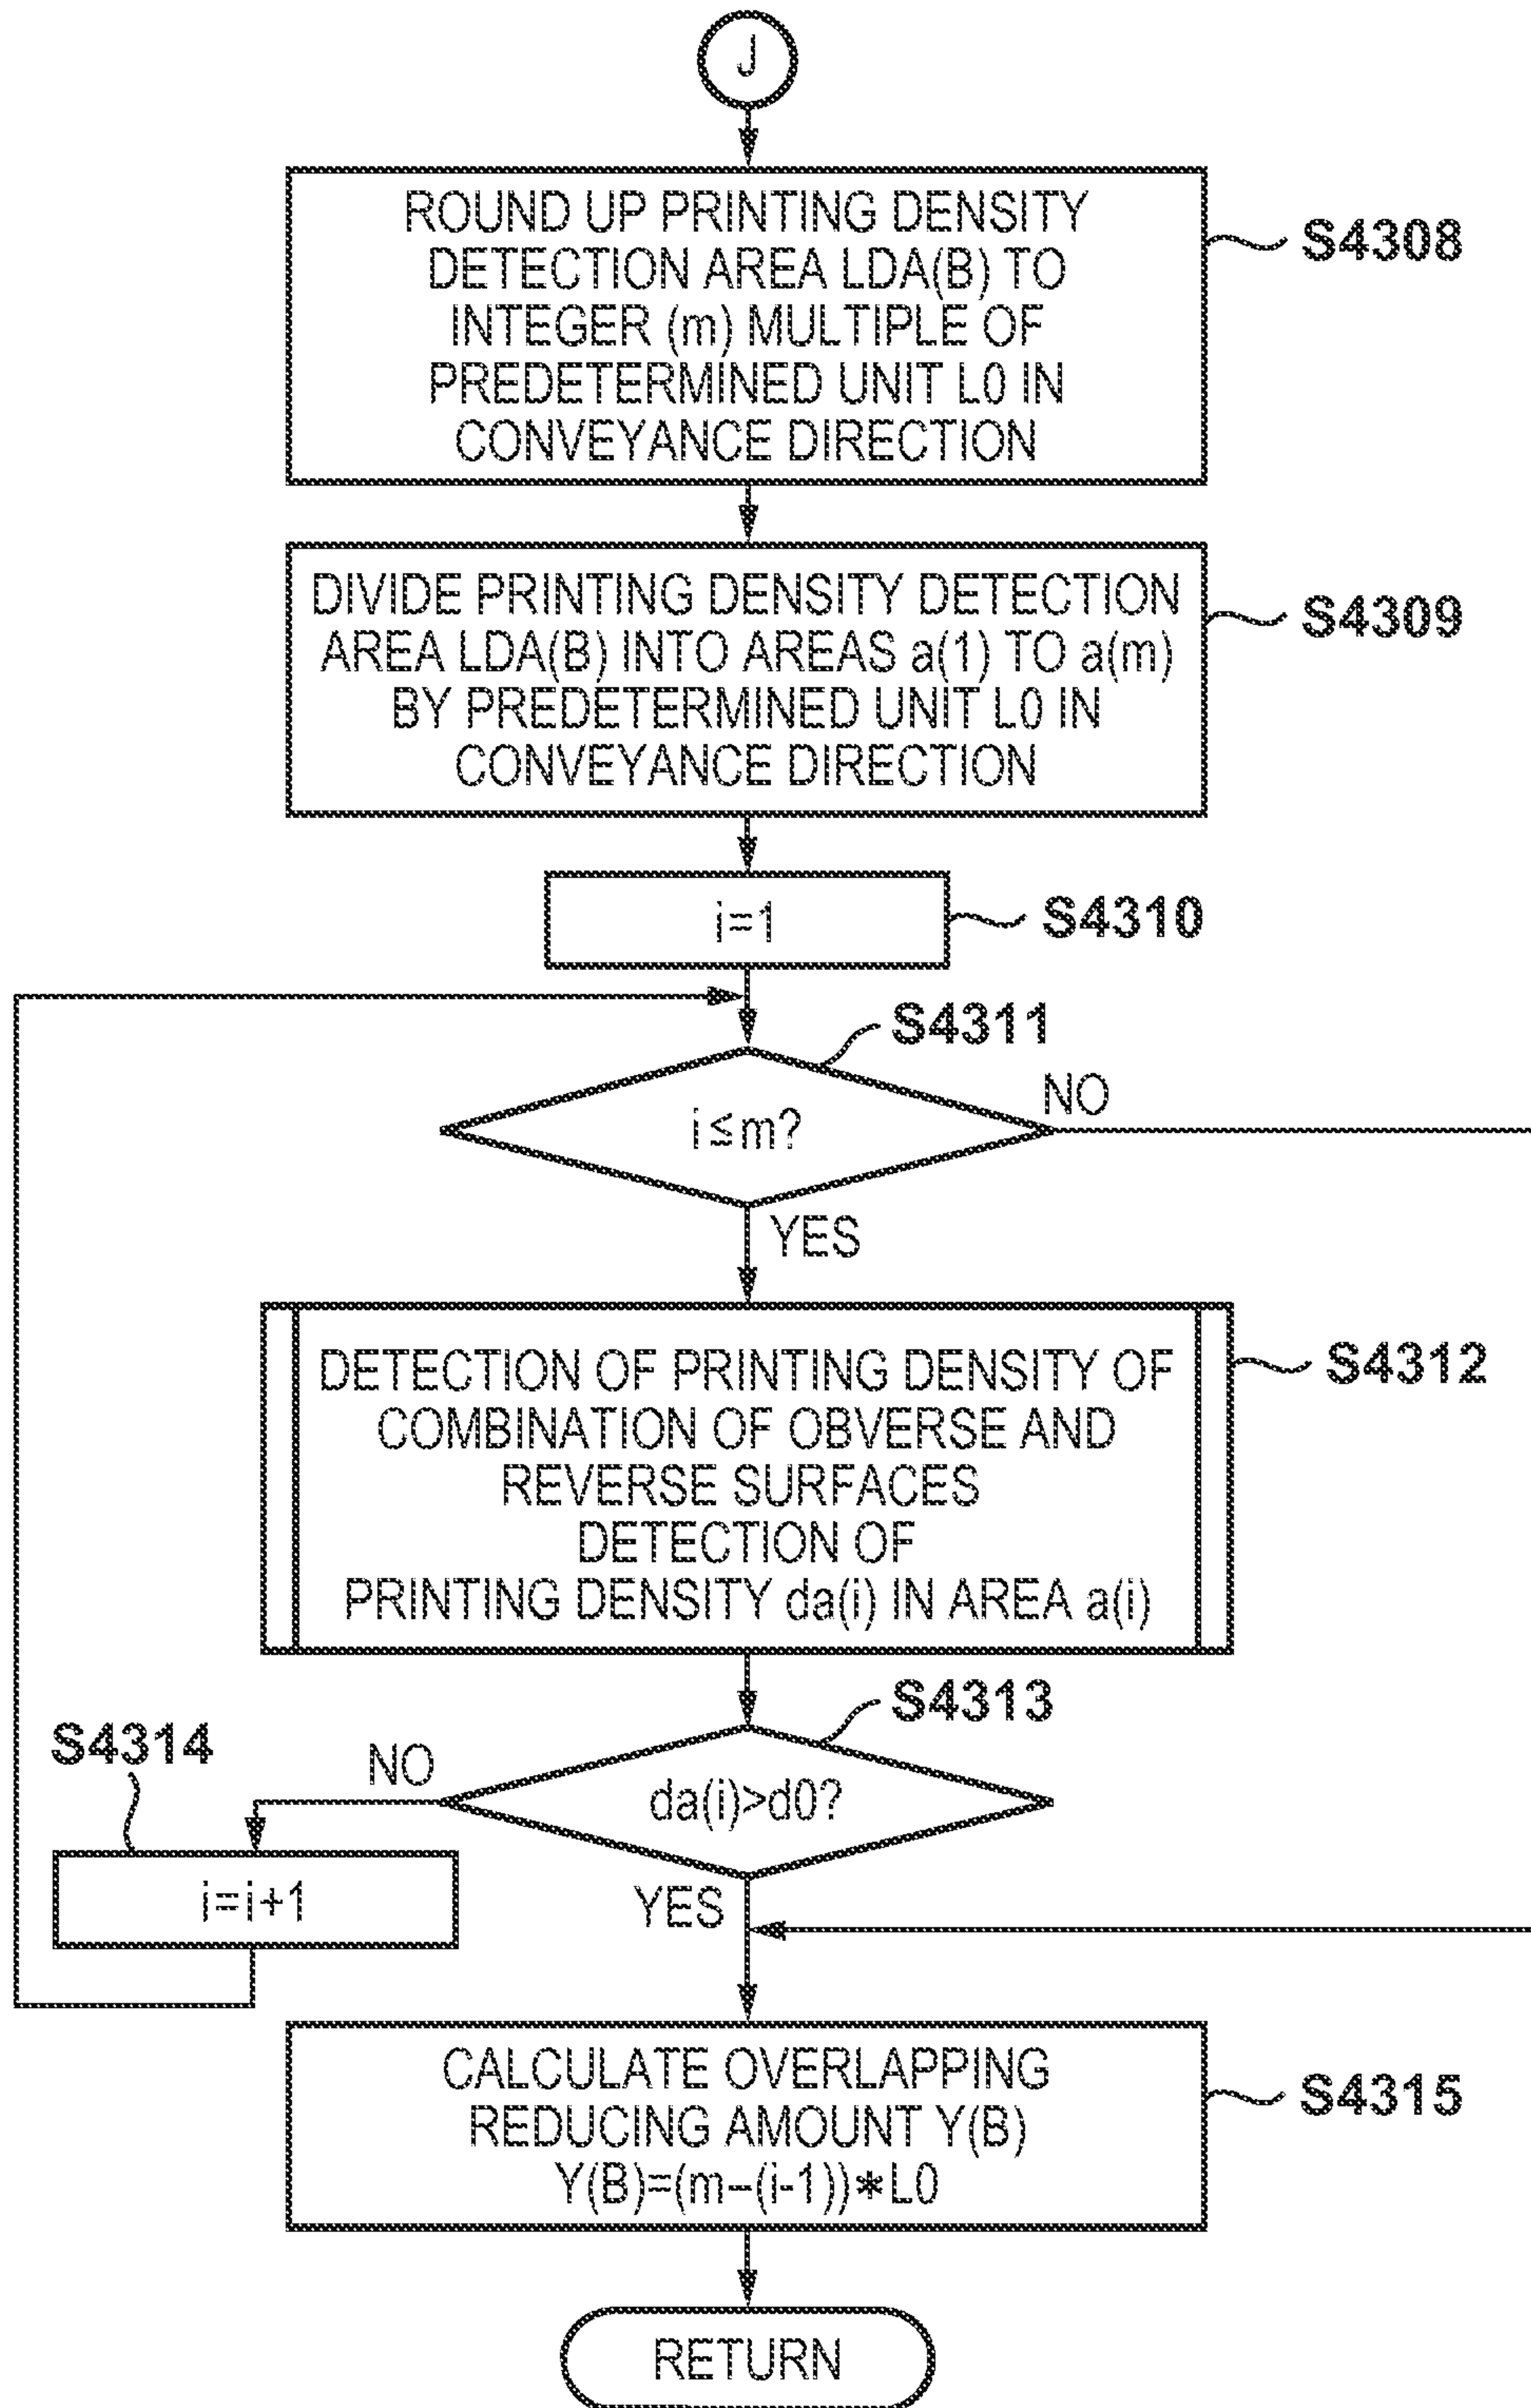 J
ROUND UP PRINTING DENSITY
DETECTION AREA LDA(B) TO
INTEGER (m) MULTIPLE OF
PREDETERMINED UNIT L0 IN
CONVEYANCE DIRECTION
S4308
DIVIDE PRINTING DENSITY DETECTION
AREA LDA(B) INTO AREAS a(1) TO a(m)
BY PREDETERMINED UNIT L0 IN
CONVEYANCE DIRECTION
S4309
i=1
S4310
S4311
i≤m?
NO
YES
DETECTION OF PRINTING DENSITY OF
COMBINATION OF OBVERSE AND
REVERSE SURFACES
DETECTION OF
PRINTING DENSITY da(i) IN AREA a(i)
S4312
S4313
da(i)>d0?
NO
S4314
i=i+1
YES
CALCULATE OVERLAPPING
REDUCING AMOUNT Y(B)
Y(B)=(m-(i-1))*L0
S4315
RETURN